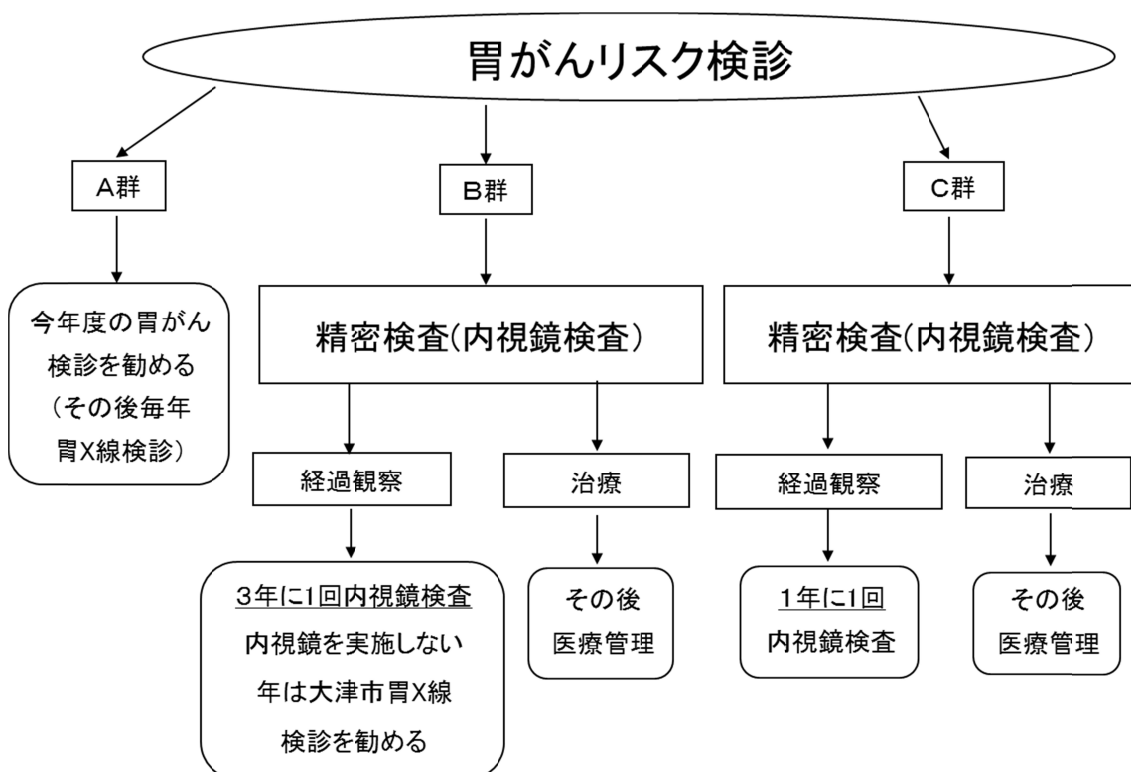 胃がんリスク検診
A群
B群
C群
今年度の胃がん
検診を勧める
（その後毎年
胃X線検診）
精密検査(内視鏡検査)
精密検査(内視鏡検査)
経過観察
治療
経過観察
治療
3年に1回内視鏡検査
内視鏡を実施しない
年は大津市胃X線
検診を勧める
その後
医療管理
1年に1回
内視鏡検査
その後
医療管理